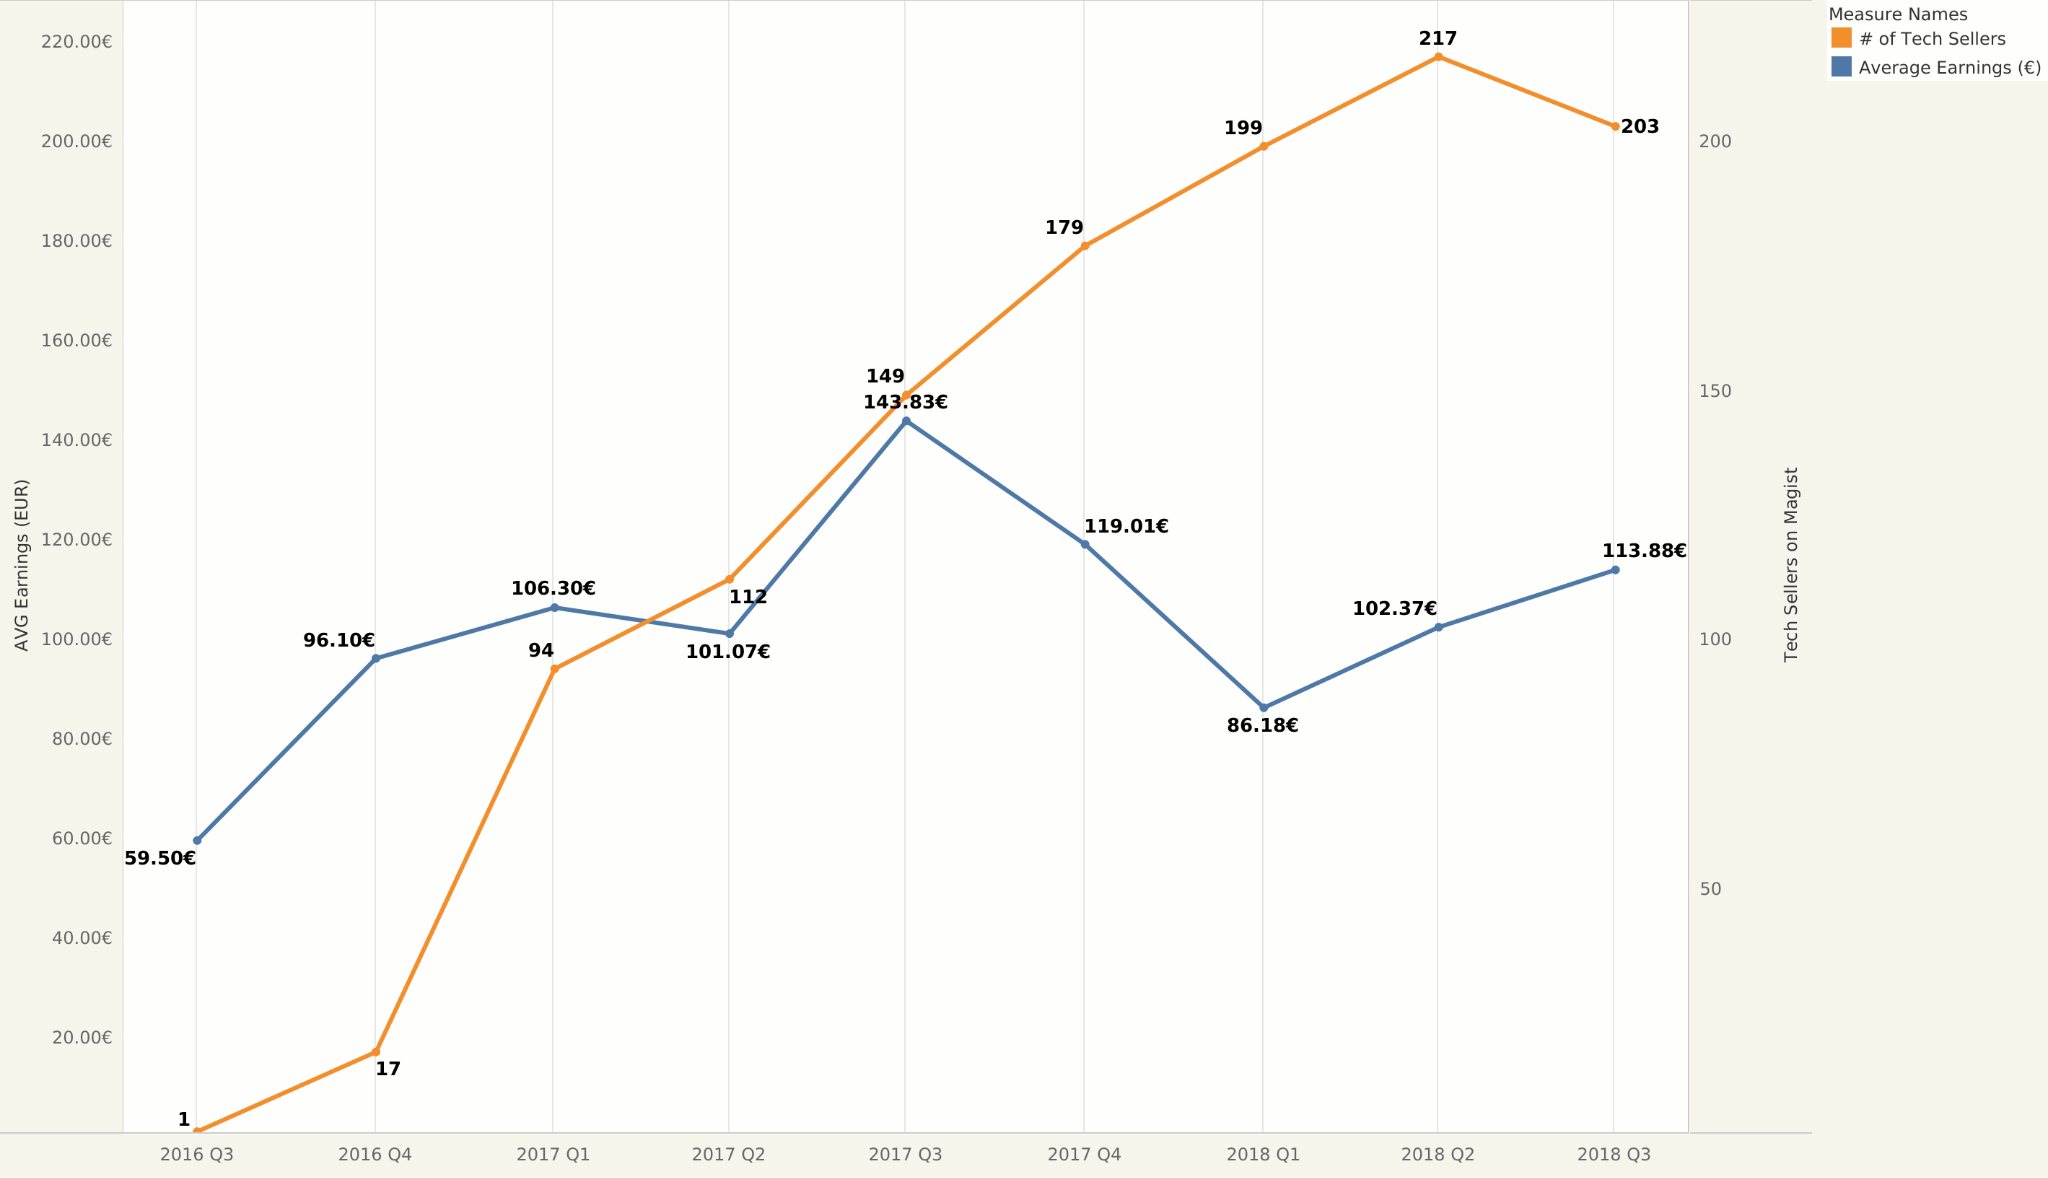 Measure Names
# of Tech Sellers
Average Earnings (€)
AVG Earnings (EUR)
220.00€
200.00€
180.00€
160.00€
140.00€
120.00€
100.00€
80.00€
60.00€
40.00€
20.00€
217
203
199
179
149
143.83€
119.01€
113.88€
106.30€
112
102.37€
96.10€
94
101.07€
86.18€
59.50€
17
1
200
150
100
50
Tech Sellers on Magist
2016 Q3
2016 Q4
2017 Q1
2017 Q2
2017 Q3
2017 Q4
2018 Q1
2018 Q2
2018 Q3